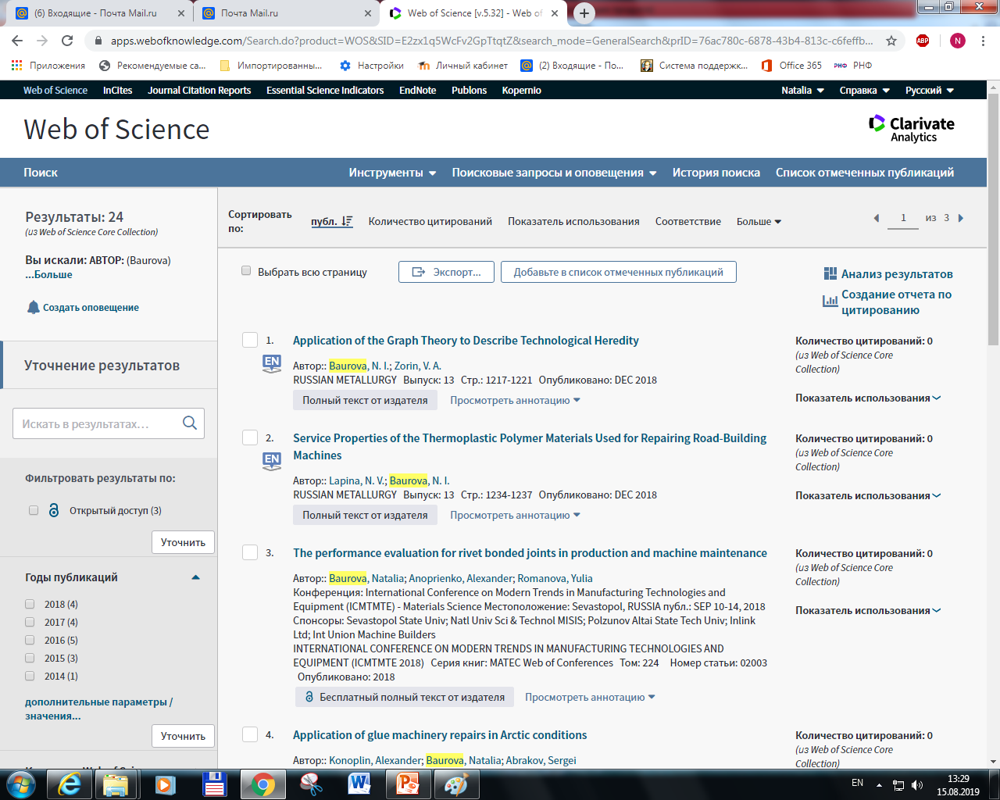 (6) Входящие - Почта Mail.ru
Почта Mail.ru
Web of Science [v.5.32] - Web of
apps.webofknowledge.com/Search.do?product=WOS&SID=E2zx1q5WcFv2GpTtqtZ&search_mode=GeneralSearch&prID=76ac780c-6878-43b4-813c-c6feffb...
ABP
N
Приложения
Рекомендуемые са...
Импортированны...
Настройки
Личный кабинет
(2) Входящие - По...
Система поддержк...
Office 365
РНФ РНФ
Web of Science InCites Journal Citation Reports Essential Science Indicators EndNote Publons Kopernio
Natalia Справка Русский
Web of Science
Clarivate
Analytics
Поиск
Инструменты Поисковые запросы и оповещения История поиска Список отмеченных публикаций
Результаты: 24
(из Web of Science Core Collection)
Вы искали: АВТОР: (Baurova)
...Больше
Создать оповещение
Уточнение результатов
Искать в результатах...
Фильтровать результаты по:
Открытый доступ (3)
Уточнить
Годы публикаций
2018 (4)
2017 (4)
2016 (5)
2015 (3)
2014 (1)
дополнительные параметры /
значения...
Уточнить
Сортировать
по:
публ. Количество цитирований Показатель использования Соответствие Больше
1 из 3
Выбрать всю страницу
Экспорт...
Добавьте в список отмеченных публикаций
Анализ результатов
Создание отчета по
цитированию
1. Application of the Graph Theory to Describe Technological Heredity
EN
Автор:: Baurova, N. I.; Zorin, V. A.
RUSSIAN METALLURGY Выпуск: 13 Стр.: 1217-1221 Опубликовано: DEC 2018
Полный текст от издателя Просмотреть аннотацию
Количество цитирований: 0
(из Web of Science Core
Collection)
Показатель использования
2. Service Properties of the Thermoplastic Polymer Materials Used for Repairing Road-Building
Machines
EN
Автор:: Lapina, N. V.; Baurova, N. I.
RUSSIAN METALLURGY Выпуск: 13 Стр.: 1234-1237 Опубликовано: DEC 2018
Полный текст от издателя Просмотреть аннотацию
Количество цитирований: 0
(из Web of Science Core
Collection)
Показатель использования
3. The performance evaluation for rivet bonded joints in production and machine maintenance
Автор:: Baurova, Natalia; Anoprienko, Alexander; Romanova, Yulia
Конференция: International Conference on Modern Trends in Manufacturing Technologies and
Equipment (ICMTMTE) - Materials Science Местоположение: Sevastopol, RUSSIA публ.: SEP 10-14, 2018
Спонсоры: Sevastopol State Univ; Natl Univ Sci & Technol MISIS; Polzunov Altai State Tech Univ; Inlink
Ltd; Int Union Machine Builders
INTERNATIONAL CONFERENCE ON MODERN TRENDS IN MANUFACTURING TECHNOLOGIES AND
EQUIPMENT (ICMTMTE 2018) Серия книг: MATEC Web of Conferences Том: 224 Номер статьи: 02003
Опубликовано: 2018
Бесплатный полный текст от издателя Просмотреть аннотацию
Количество цитирований: 0
(из Web of Science Core
Collection)
Показатель использования
4. Application of glue machinery repairs in Arctic conditions
Автор:: Konoplin, Alexander; Baurova, Natalia; Abrakov, Sergei
Количество цитирований: 0
(из Web of Science Core
Collection)
EN
13:29
15.08.2019